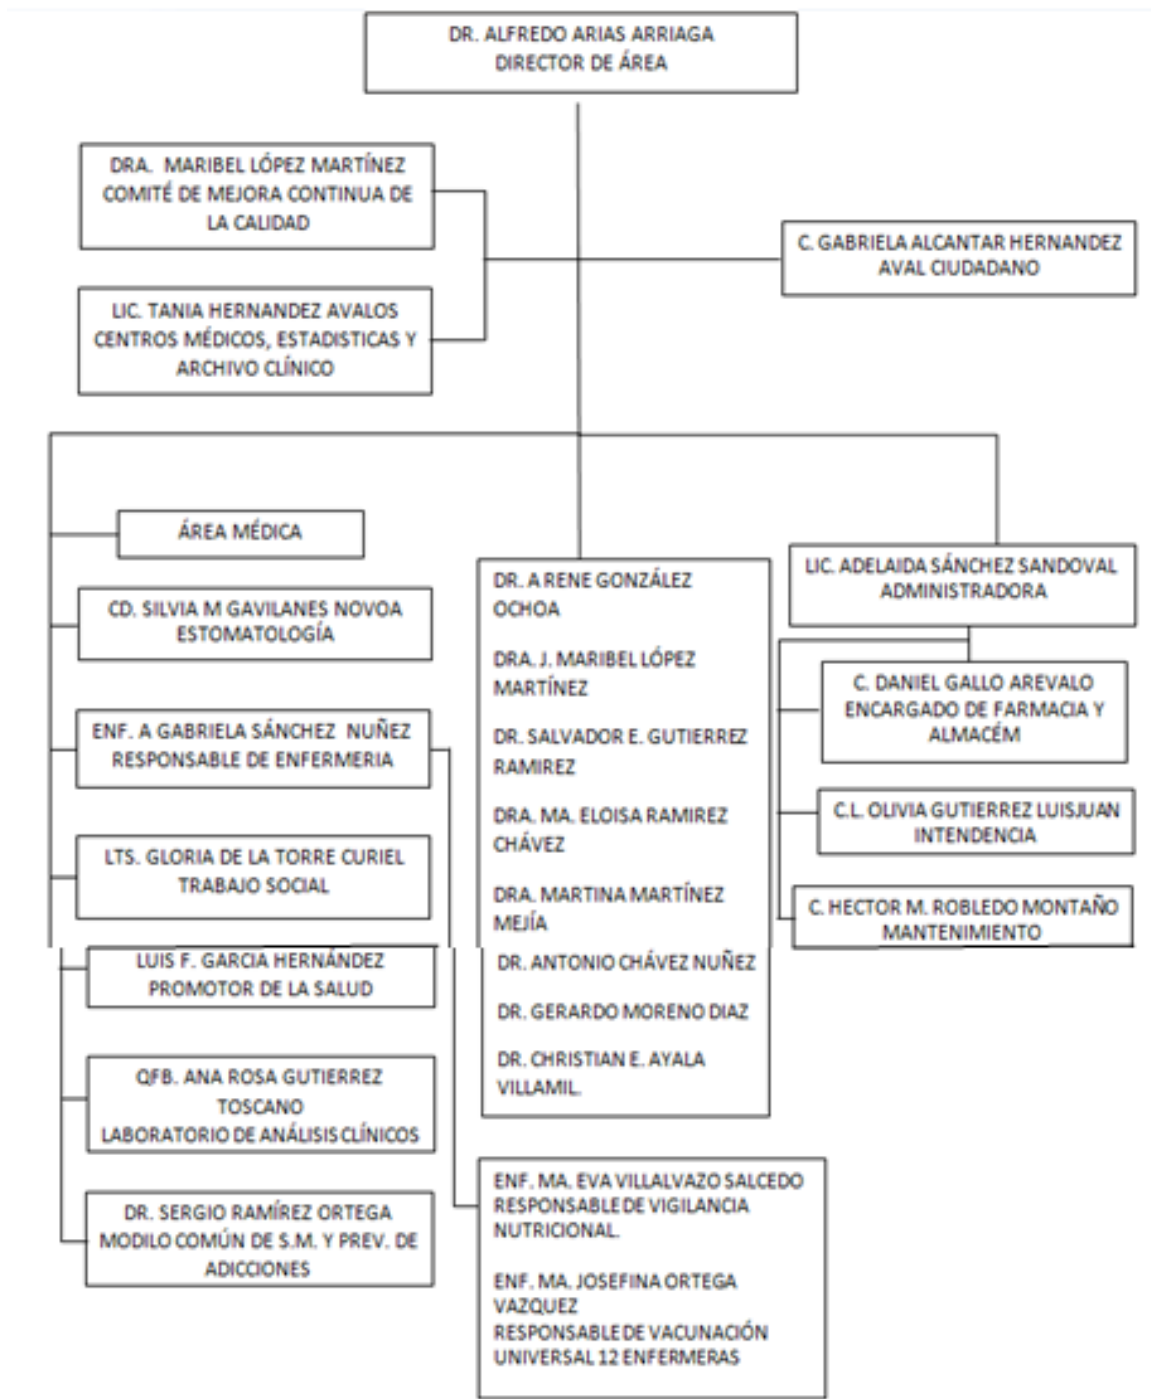 DR. ALFREDO ARIAS ARRIAGA
DIRECTOR DE ÁREA
DRA. MARIBEL LÓPEZ MARTÍNEZ
COMITÉ DE MEJORA CONTINUA DE
LA CALIDAD
C. GABRIELA ALCANTAR HERNANDEZ
AVAL CIUDADANO
LIC. TANIA HERNANDEZ AVALOS
CENTROS MÉDICOS, ESTADISTICAS Y
ARCHIVO CLÍNICO
ÁREA MÉDICA
CD. SILVIA M GAVILANES NOVOA
ESTOMATOLOGÍA
ENF. A GABRIELA SÁNCHEZ NUÑEZ
RESPONSABLE DE ENFERMERIA
LTS. GLORIA DE LA TORRE CURIEL
TRABAJO SOCIAL
LUIS F. GARCIA HERNÁNDEZ
PROMOTOR DE LA SALUD
QFB. ANA ROSA GUTIERREZ
TOSCANO
LABORATORIO DE ANÁLISIS CLÍNICOS
DR. SERGIO RAMÍREZ ORTEGA
MODILO COMÚN DE S.M. Y PREV. DE
ADICCIONES
DR. A RENE GONZÁLEZ
OCHOA
DRA. J. MARIBEL LÓPEZ
MARTÍNEZ
DR. SALVADOR E. GUTIERREZ
RAMIREZ
DRA. MA. ELOISA RAMIREZ
CHÁVEZ
DRA. MARTINA MARTÍNEZ
MEJÍA
DR. ANTONIO CHÁVEZ NUÑEZ
DR. GERARDO MORENO DIAZ
DR. CHRISTIAN E. AYALA
VILLAMIL.
ENF. MA. EVA VILLALVAZO SALCEDO
RESPONSABLE DE VIGILANCIA
NUTRICIONAL.
ENF. MA. JOSEFINA ORTEGA
VAZQUEZ
RESPONSABLE DE VACUNACIÓN
UNIVERSAL 12 ENFERMERAS
LIC. ADELAIDA SÁNCHEZ SANDOVAL
ADMINISTRADORA
C. DANIEL GALLO AREVALO
ENCARGADO DE FARMACIA Y
ALMACÉM
C.L. OLIVIA GUTIERREZ LUISJUAN
INTENDENCIA
C. HECTOR M. ROBLEDO MONTAÑO
MANTENIMIENTO